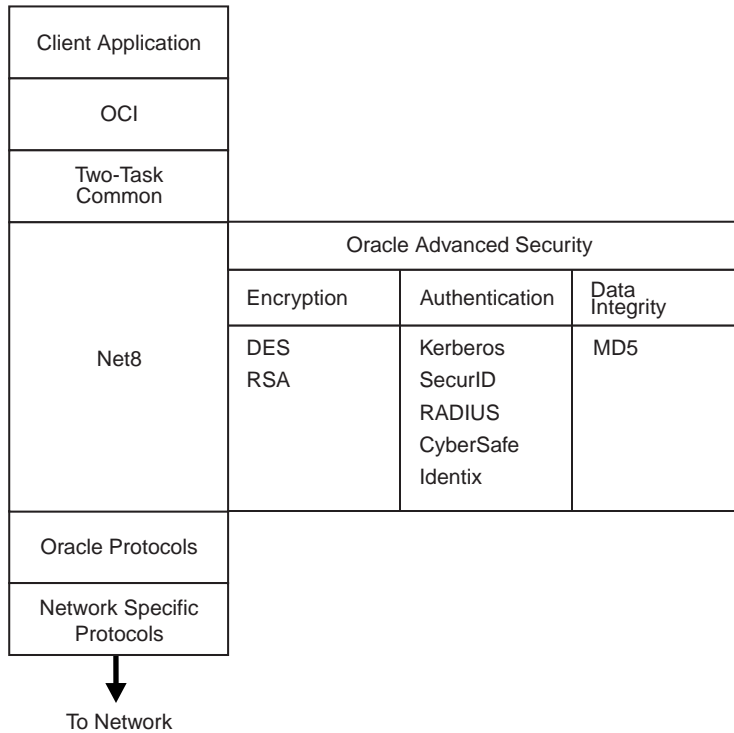 Client Application
OCI
Two-Task
Common
Net8
Oracle Advanced Security
Encryption
Authentication
Data
Integrity
DES
RSA
Kerberos
SecurID
RADIUS
CyberSafe
Identix
MD5
Oracle Protocols
Network Specific
Protocols
To Network